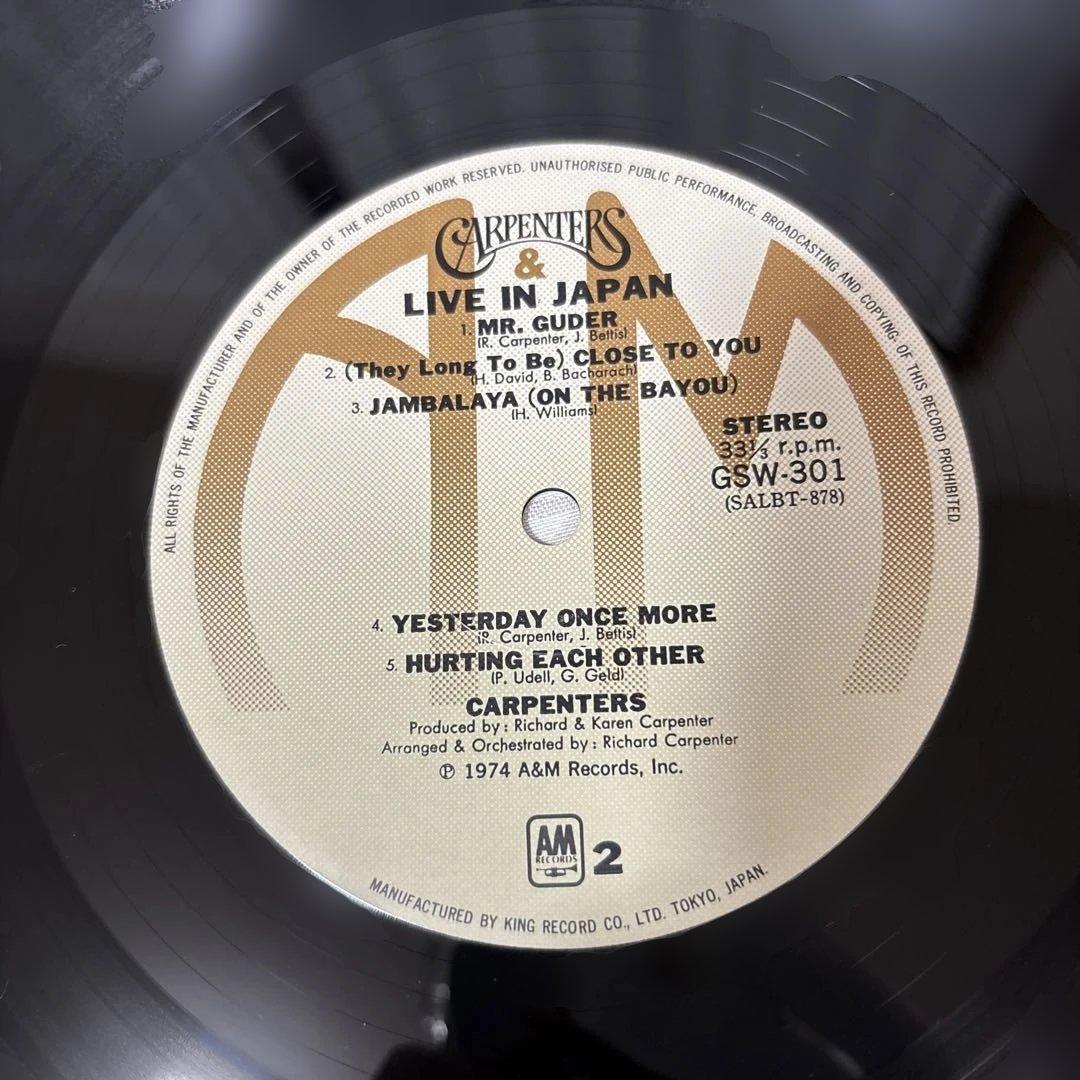 ALL RIGHTS OF THE MANUFACTURER AND OF THE OWNER OF THE RECORDED WORK RESERVED. UNAUTHORISED PUBLIC PERFORMANCE, BROADCASTING AND COPYING OF THIS RECORD PROHIBITED.
CARPENTERS
&
LIVE IN JAPAN
1. MR. GUDER
(R. Carpenter, J. Bettis)
2. (They Long To Be) CLOSE TO YOU
(H. David, B. Bacharach)
3. JAMBALAYA (ON THE BAYOU)
(H. Williams)
STEREO
33⅓ r.p.m.
GSW-301
(SALBT-878)
4. YESTERDAY ONCE MORE
(R. Carpenter, J. Bettis)
5. HURTING EACH OTHER
(P. Udell, G. Geld)
CARPENTERS
Produced by : Richard & Karen Carpenter
Arranged & Orchestrated by : Richard Carpenter
℗ 1974 A&M Records, Inc.
AM
RECORDS
2
MANUFACTURED BY KING RECORD CO., LTD. TOKYO, JAPAN.